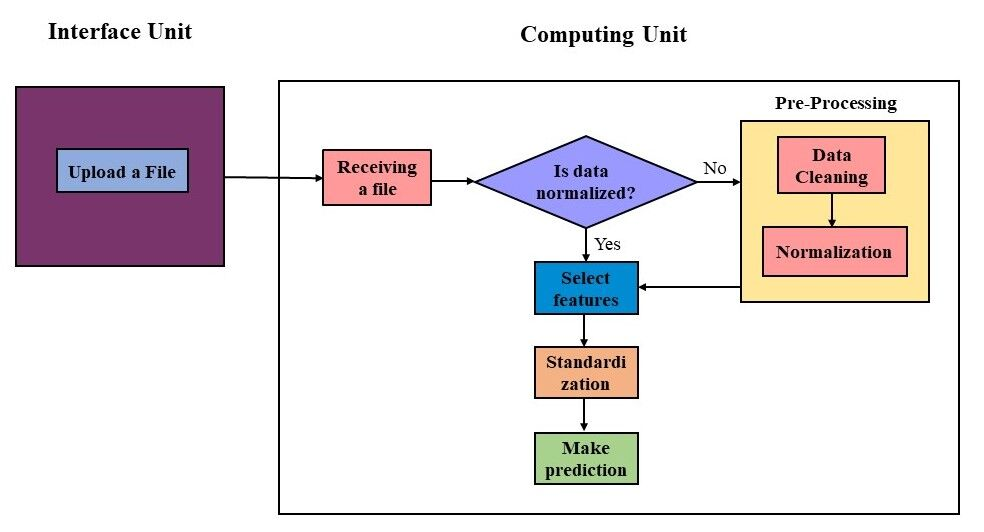 Interface Unit
Computing Unit
Upload a File
Receiving
a file
Is data
normalized?
No
Yes
Pre-Processing
Data
Cleaning
Normalization
Select
features
Standardi
zation
Make
prediction